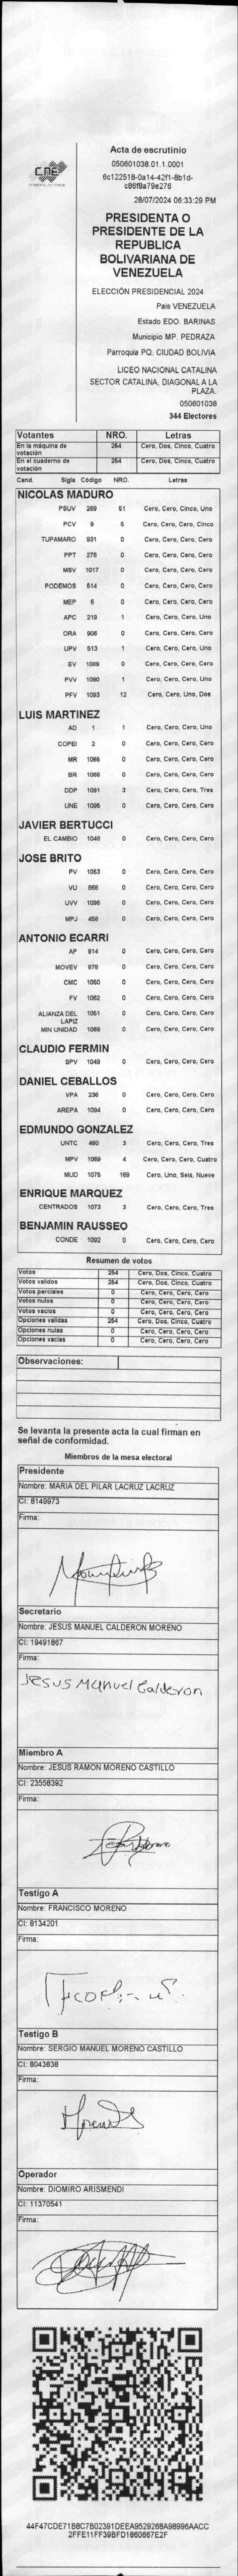 CNE
Acta de escrutinio
050601038.01.1.0001
6c122518-0a14-42f1-8b1d-
c86f8a79e276
28/07/2024 06:33:29 PM
PRESIDENTA O
PRESIDENTE DE LA
REPUBLICA
BOLIVARIANA DE
VENEZUELA
ELECCIÓN PRESIDENCIAL 2024
Pais VENEZUELA
Estado EDO. BARINAS
Municipio MP. PEDRAZA
Parroquia PQ. CIUDAD BOLIVIA
LICEO NACIONAL CATALINA
SECTOR CATALINA, DIAGONAL A LA
PLAZA.
050601038
344 Electores
Votantes NRO. Letras
En la máquina de votación 254 Cero, Dos, Cinco, Cuatro
En el cuaderno de votación 254 Cero, Dos, Cinco, Cuatro
Cand. Sigla Código NRO. Letras
NICOLAS MADURO
PSUV 269 51 Cero, Cero, Cinco, Uno
PCV 9 5 Cero, Cero, Cero, Cinco
TUPAMARO 931 0 Cero, Cero, Cero, Cero
PPT 276 0 Cero, Cero, Cero, Cero
MSV 1017 0 Cero, Cero, Cero, Cero
PODEMOS 514 0 Cero, Cero, Cero, Cero
MEP 6 0 Cero, Cero, Cero, Cero
APC 219 1 Cero, Cero, Cero, Uno
ORA 906 0 Cero, Cero, Cero, Cero
UPV 513 1 Cero, Cero, Cero, Uno
EV 1089 0 Cero, Cero, Cero, Cero
PVV 1090 1 Cero, Cero, Cero, Uno
PFV 1093 12 Cero, Cero, Uno, Dos
LUIS MARTINEZ
AD 1 1 Cero, Cero, Cero, Uno
COPEI 2 0 Cero, Cero, Cero, Cero
MR 1065 0 Cero, Cero, Cero, Cero
BR 1066 0 Cero, Cero, Cero, Cero
DDP 1091 3 Cero, Cero, Cero, Tres
UNE 1095 0 Cero, Cero, Cero, Cero
JAVIER BERTUCCI
EL CAMBIO 1048 0 Cero, Cero, Cero, Cero
JOSE BRITO
PV 1053 0 Cero, Cero, Cero, Cero
VU 866 0 Cero, Cero, Cero, Cero
UVV 1096 0 Cero, Cero, Cero, Cero
MPJ 458 0 Cero, Cero, Cero, Cero
ANTONIO ECARRI
AP 814 0 Cero, Cero, Cero, Cero
MOVEV 878 0 Cero, Cero, Cero, Cero
CMC 1050 0 Cero, Cero, Cero, Cero
FV 1052 0 Cero, Cero, Cero, Cero
ALIANZA DEL LAPIZ 1051 0 Cero, Cero, Cero, Cero
MIN UNIDAD 1068 0 Cero, Cero, Cero, Cero
CLAUDIO FERMIN
SPV 1049 0 Cero, Cero, Cero, Cero
DANIEL CEBALLOS
VPA 236 0 Cero, Cero, Cero, Cero
AREPA 1094 0 Cero, Cero, Cero, Cero
EDMUNDO GONZALEZ
UNTC 460 3 Cero, Cero, Cero, Tres
MPV 1069 4 Cero, Cero, Cero, Cuatro
MUD 1075 169 Cero, Uno, Seis, Nueve
ENRIQUE MARQUEZ
CENTRADOS 1073 3 Cero, Cero, Cero, Tres
BENJAMIN RAUSSEO
CONDE 1092 0 Cero, Cero, Cero, Cero
Resumen de votos
Votos 254 Cero, Dos, Cinco, Cuatro
Votos validos 254 Cero, Dos, Cinco, Cuatro
Votos parciales 0 Cero, Cero, Cero, Cero
Votos nulos 0 Cero, Cero, Cero, Cero
Votos vacios 0 Cero, Cero, Cero, Cero
Opciones validas 254 Cero, Dos, Cinco, Cuatro
Opciones nulas 0 Cero, Cero, Cero, Cero
Opciones vacias 0 Cero, Cero, Cero, Cero
Observaciones:
Se levanta la presente acta la cual firman en
señal de conformidad.
Miembros de la mesa electoral
Presidente
Nombre: MARIA DEL PILAR LACRUZ LACRUZ
CI: 8149973
Firma:
Secretario
Nombre: JESUS MANUEL CALDERON MORENO
CI: 19491867
Firma:
Jesus Manuel Calderon
Miembro A
Nombre: JESUS RAMON MORENO CASTILLO
CI: 23558392
Firma:
Testigo A
Nombre: FRANCISCO MORENO
CI: 8134201
Firma:
Testigo B
Nombre: SERGIO MANUEL MORENO CASTILLO
CI: 8043838
Firma:
Operador
Nombre: DIOMIRO ARISMENDI
CI: 11370541
Firma:
44F47CDE71B8C7B02381DEEA9529268A98996AACC
2FFE11FF39BFD1860667E2F